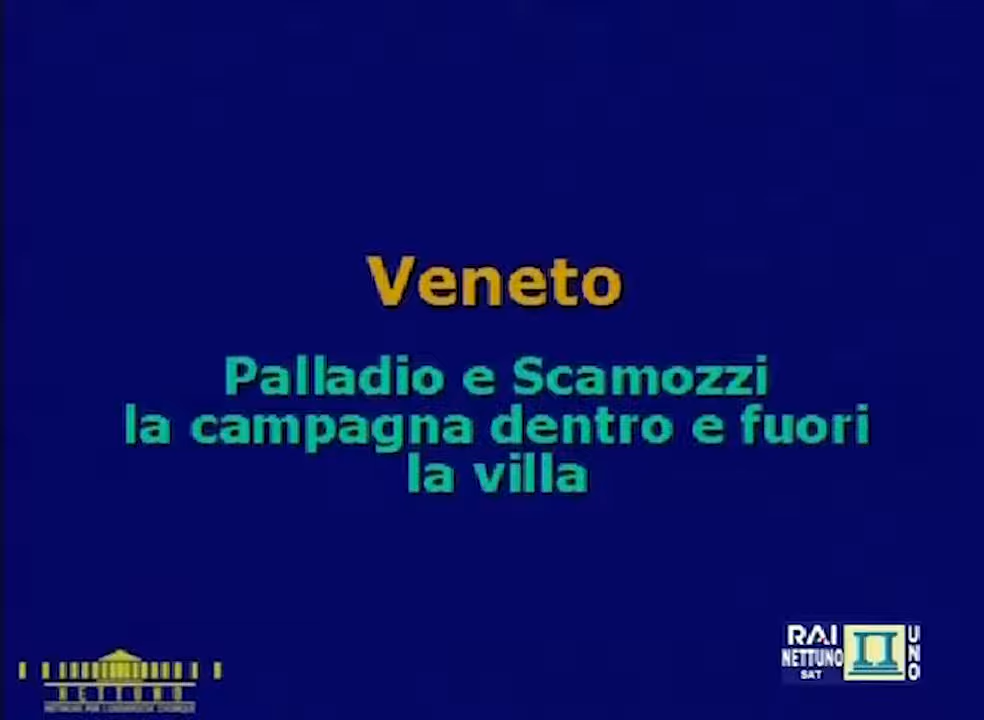 Veneto
Palladio e Scamozzi
la campagna dentro e fuori
la villa
RAI
NETTUNO
SAT
UNO